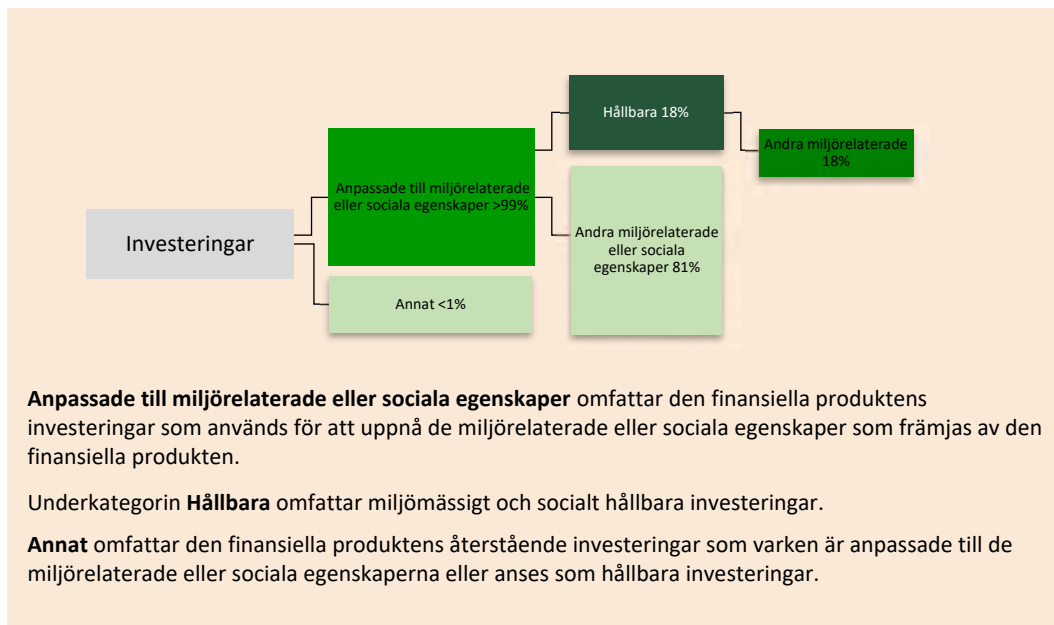 Hållbara 18%
Andra miljörelaterade
18%
Anpassade till miljörelaterade
eller sociala egenskaper >99%
Andra miljörelaterade
eller sociala
egenskaper 81%
Investeringar
Annat <1%
Anpassade till miljörelaterade eller sociala egenskaper omfattar den finansiella produktens
investeringar som används för att uppnå de miljörelaterade eller sociala egenskaper som främjas av den
finansiella produkten.
Underkategorin Hållbara omfattar miljömässigt och socialt hållbara investeringar.
Annat omfattar den finansiella produktens återstående investeringar som varken är anpassade till de
miljörelaterade eller sociala egenskaperna eller anses som hållbara investeringar.